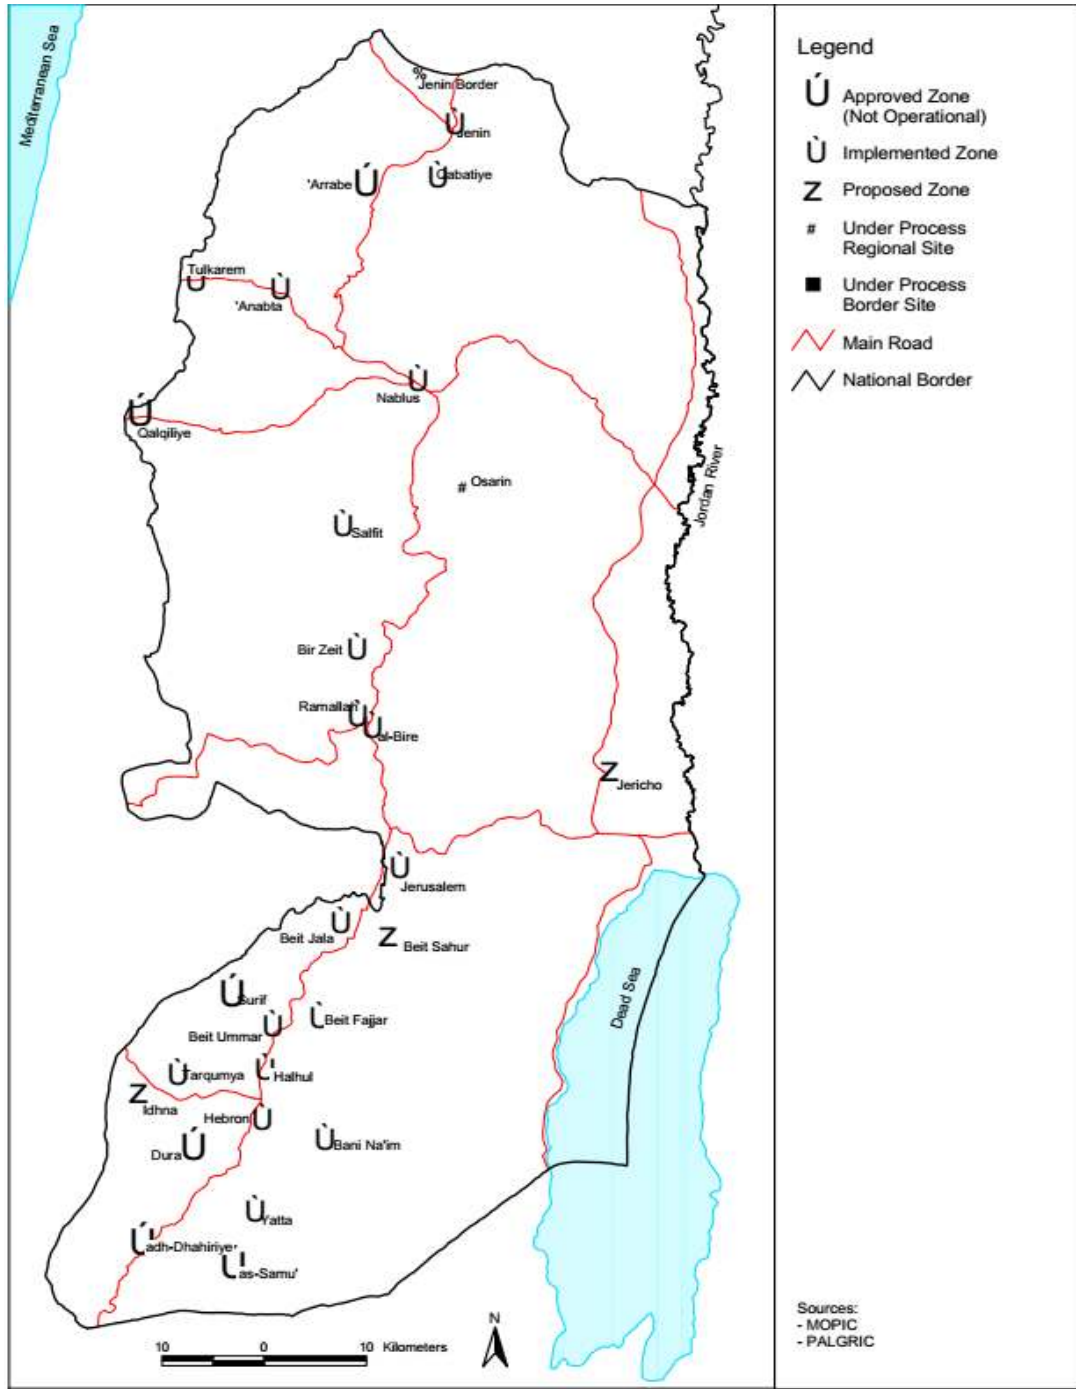 Mediterranean Sea
%
Jenin Border
Ù Jenin
'Arrabe Ú
Ù Qabatiye
Tulkarem
Ù
'Anabta Ù
Nablus Ù
Ú
Qalqiliye
# Osarin
Jordan River
Ù Salfit
Bir Zeit Ù
Ramallah Ù
Ù al-Bire
Z
Jericho
Ù
Jerusalem
Beit Jala Ù
Z Beit Sahur
Ú Surif
Ù Beit Fajjar
Beit Ummar Ù
Dead Sea
Ù Tarqumya
Ù Halhul
Z
Idhna
Hebron Ù
Dura Ú
Ù Bani Na'im
Ù Yatta
Ú adh-Dhahiriye
Ú as-Samu'
N
10 0 10 Kilometers
Legend
Ú Approved Zone
(Not Operational)
Ù Implemented Zone
Z Proposed Zone
# Under Process
Regional Site
Under Process
Border Site
Main Road
National Border
Sources:
- MOPIC
- PALGRIC